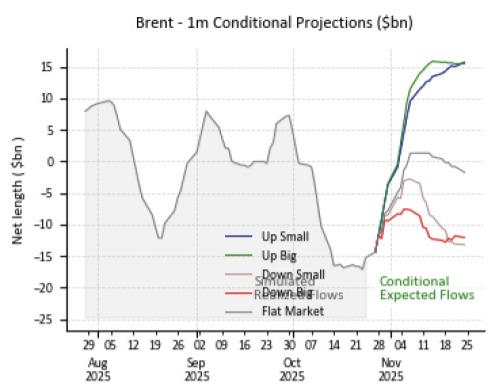 Brent - 1m Conditional Projections ($bn)
Net length ( $bn )
15
10
5
0
−5
−10
−15
−20
−25
Up Small
Up Big
Down Small
Down Big
Flat Market
Simulated
Realized Flows
Conditional
Expected Flows
29 05 12 19 26 02 09 16 23 30 07 14 21 28 04 11 18 25
Aug Sep Oct Nov
2025 2025 2025 2025